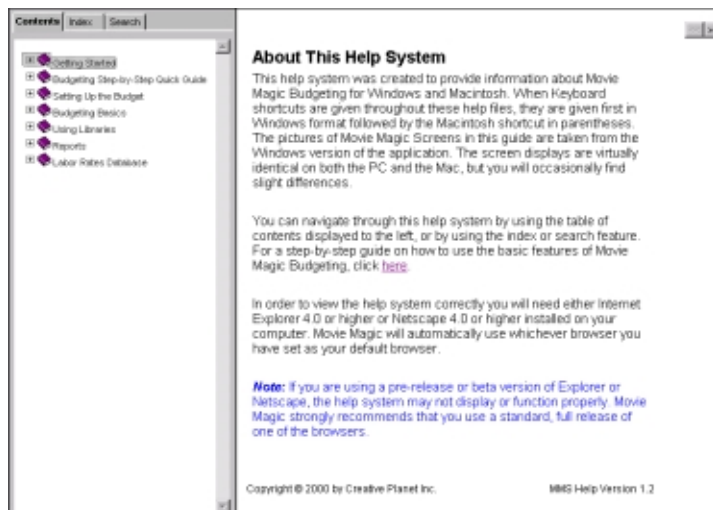 Contents Index Search
Getting Started
Budgeting Step-by-Step Quick Guide
Setting Up the Budget
Budgeting Basics
Using Libraries
Reports
Labor Rates Database
About This Help System
This help system was created to provide information about Movie
Magic Budgeting for Windows and Macintosh. When Keyboard
shortcuts are given throughout these help files, they are given first in
Windows format followed by the Macintosh shortcut in parentheses.
The pictures of Movie Magic Screens in this guide are taken from the
Windows version of the application. The screen displays are virtually
identical on both the PC and the Mac, but you will occasionally find
slight differences.
You can navigate through this help system by using the table of
contents displayed to the left, or by using the index or search feature.
For a step-by-step guide on how to use the basic features of Movie
Magic Budgeting, click here.
In order to view the help system correctly you will need either Internet
Explorer 4.0 or higher or Netscape 4.0 or higher installed on your
computer. Movie Magic will automatically use whichever browser you
have set as your default browser.
Note: If you are using a pre-release or beta version of Explorer or
Netscape, the help system may not display or function properly. Movie
Magic strongly recommends that you use a standard, full release of
one of the browsers.
Copyright © 2000 by Creative Planet Inc. MMS Help Version 1.2